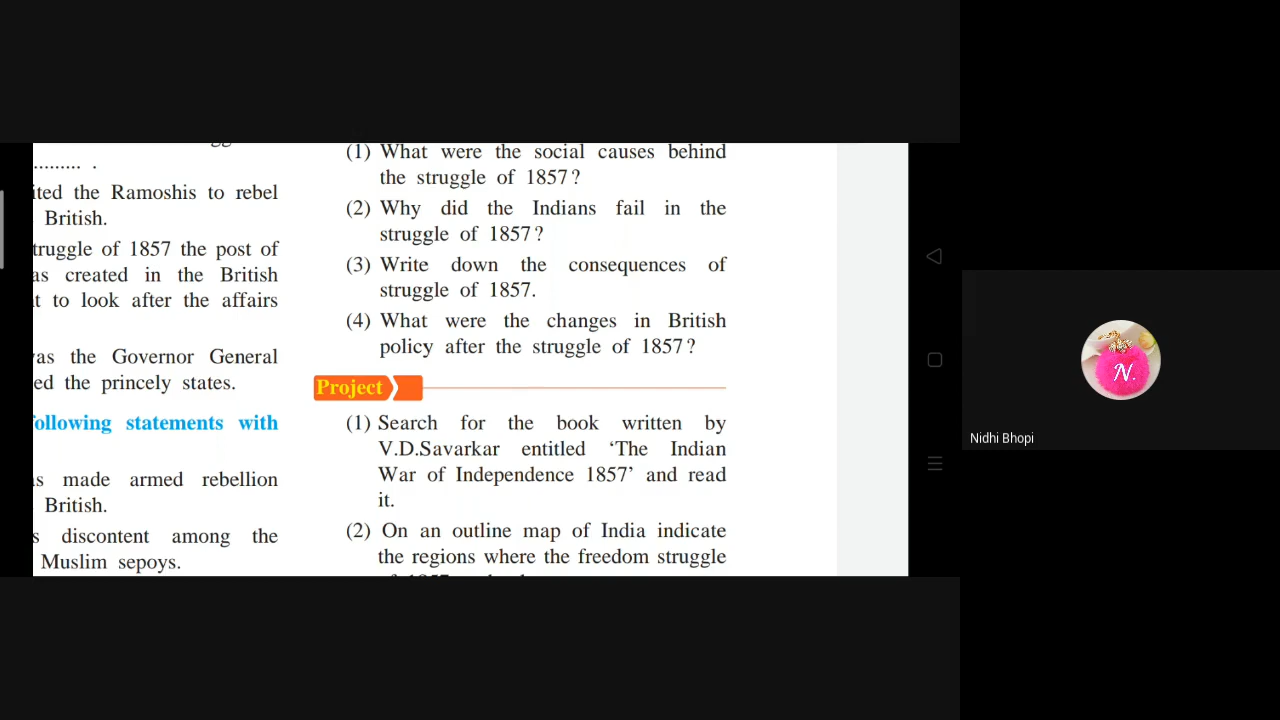 ......... .
ited the Ramoshis to rebel
British.
truggle of 1857 the post of
as created in the British
t to look after the affairs
as the Governor General
ed the princely states.
following statements with
s made armed rebellion
British.
s discontent among the
Muslim sepoys.
(1) What were the social causes behind
the struggle of 1857?
(2) Why did the Indians fail in the
struggle of 1857?
(3) Write down the consequences of
struggle of 1857.
(4) What were the changes in British
policy after the struggle of 1857?
Project
(1) Search for the book written by
V.D.Savarkar entitled ‘The Indian
War of Independence 1857’ and read
it.
(2) On an outline map of India indicate
the regions where the freedom struggle
N.
Nidhi Bhopi